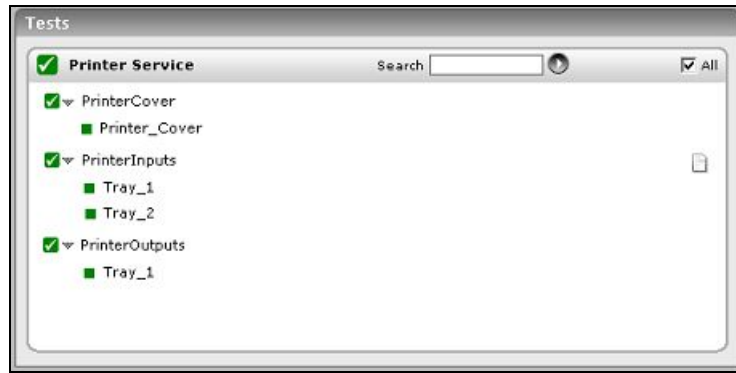 Tests
Printer Service Search All
PrinterCover
Printer_Cover
PrinterInputs
Tray_1
Tray_2
PrinterOutputs
Tray_1